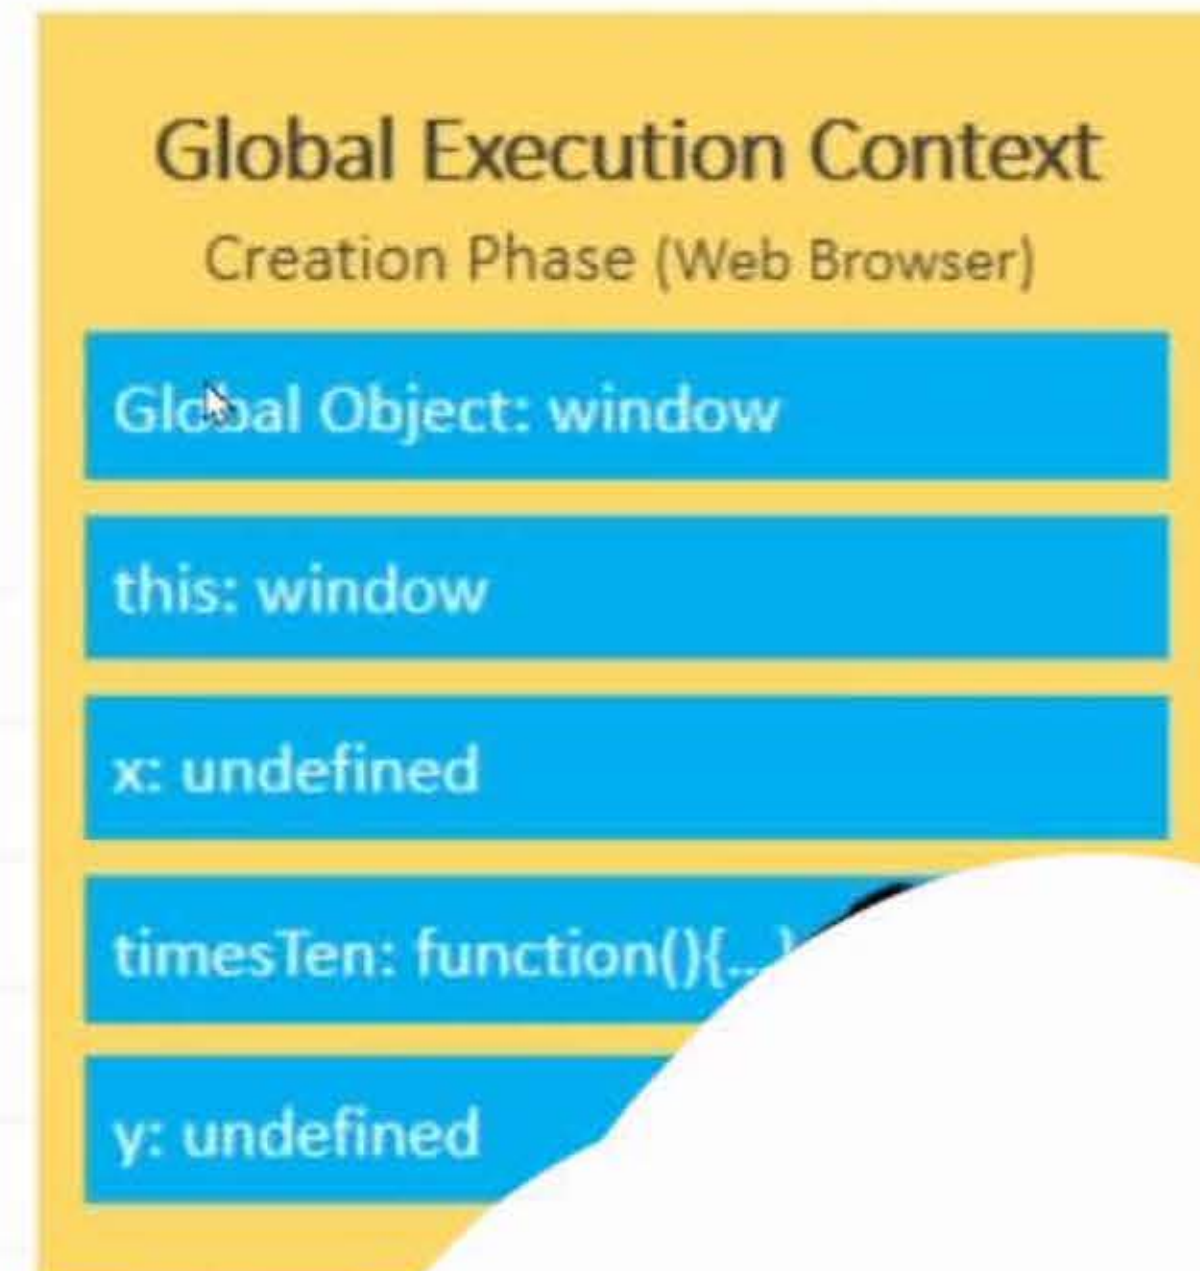 Global Execution Context
Creation Phase (Web Browser)
Global Object: window
this: window
x: undefined
timesTen: function(){...}
y: undefined